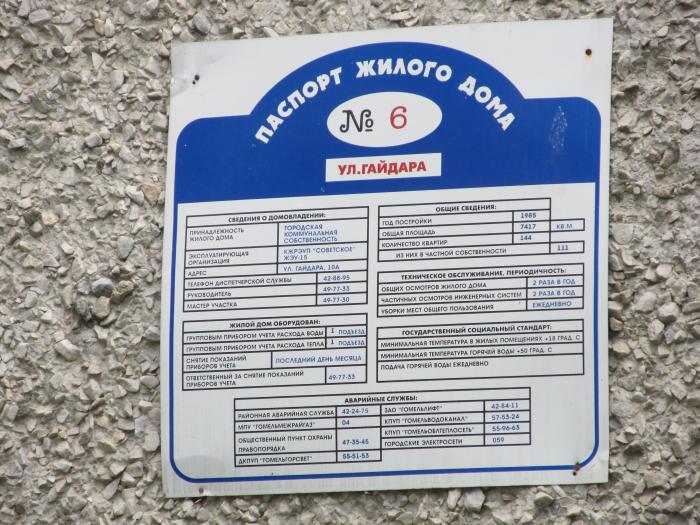 ПАСПОРТ ЖИЛОГО ДОМА
№ 6
УЛ.ГАЙДАРА
СВЕДЕНИЯ О ДОМОВЛАДЕНИИ:
ПРИНАДЛЕЖНОСТЬ ЖИЛОГО ДОМА
ГОРОДСКАЯ КОММУНАЛЬНАЯ СОБСТВЕННОСТЬ
ЭКСПЛУАТИРУЮЩАЯ ОРГАНИЗАЦИЯ
КЖРЭУП "СОВЕТСКОЕ" ЖЭУ-15
АДРЕС УЛ. ГАЙДАРА, 10А
ТЕЛЕФОН ДИСПЕТЧЕРСКОЙ СЛУЖБЫ 42-88-95
РУКОВОДИТЕЛЬ 49-77-33
МАСТЕР УЧАСТКА 49-77-30
ЖИЛОЙ ДОМ ОБОРУДОВАН:
ГРУППОВЫМ ПРИБОРОМ УЧЕТА РАСХОДА ВОДЫ 1 ПОДЪЕЗД
ГРУППОВЫМ ПРИБОРОМ УЧЕТА РАСХОДА ТЕПЛА 1 ПОДЪЕЗД
СНЯТИЕ ПОКАЗАНИЙ ПРИБОРОВ УЧЕТА
ПОСЛЕДНИЙ ДЕНЬ МЕСЯЦА
ОТВЕТСТВЕННЫЙ ЗА СНЯТИЕ ПОКАЗАНИЙ ПРИБОРОВ УЧЕТА
49-77-33
ОБЩИЕ СВЕДЕНИЯ:
ГОД ПОСТРОЙКИ 1985
ОБЩАЯ ПЛОЩАДЬ 7417 КВ.М
КОЛИЧЕСТВО КВАРТИР 144
ИЗ НИХ В ЧАСТНОЙ СОБСТВЕННОСТИ 111
ТЕХНИЧЕСКОЕ ОБСЛУЖИВАНИЕ, ПЕРИОДИЧНОСТЬ:
ОБЩИХ ОСМОТРОВ ЖИЛОГО ДОМА 2 РАЗА В ГОД
ЧАСТИЧНЫХ ОСМОТРОВ ИНЖЕНЕРНЫХ СИСТЕМ 2 РАЗА В ГОД
УБОРКИ МЕСТ ОБЩЕГО ПОЛЬЗОВАНИЯ ЕЖЕДНЕВНО
ГОСУДАРСТВЕННЫЙ СОЦИАЛЬНЫЙ СТАНДАРТ:
МИНИМАЛЬНАЯ ТЕМПЕРАТУРА В ЖИЛЫХ ПОМЕЩЕНИЯХ +18 ГРАД. С
МИНИМАЛЬНАЯ ТЕМПЕРАТУРА ГОРЯЧЕЙ ВОДЫ +50 ГРАД. С
ПОДАЧА ГОРЯЧЕЙ ВОДЫ ЕЖЕДНЕВНО
АВАРИЙНЫЕ СЛУЖБЫ:
РАЙОННАЯ АВАРИЙНАЯ СЛУЖБА 42-24-75
МПУ "ГОМЕЛЬМЕЖРАЙГАЗ" 04
ОБЩЕСТВЕННЫЙ ПУНКТ ОХРАНЫ ПРАВОПОРЯДКА
47-35-45
ДКПУП "ГОМЕЛЬГОРСВЕТ" 55-51-53
ЗАО "ГОМЕЛЬЛИФТ" 42-84-11
КПУП "ГОМЕЛЬВОДОКАНАЛ" 57-53-24
КПУП "ГОМЕЛЬОБЛТЕПЛОСЕТЬ" 55-96-63
ГОРОДСКИЕ ЭЛЕКТРОСЕТИ 059